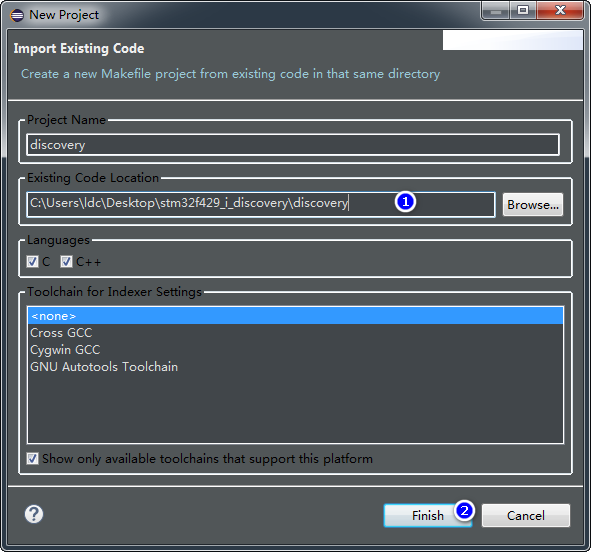 New Project
Import Existing Code
Create a new Makefile project from existing code in that same directory
Project Name
discovery
Existing Code Location
C:\Users\ldc\Desktop\stm32f429_i_discovery\discovery
1
Browse...
Languages
C
C++
Toolchain for Indexer Settings
<none>
Cross GCC
Cygwin GCC
GNU Autotools Toolchain
Show only available toolchains that support this platform
?
Finish
2
Cancel